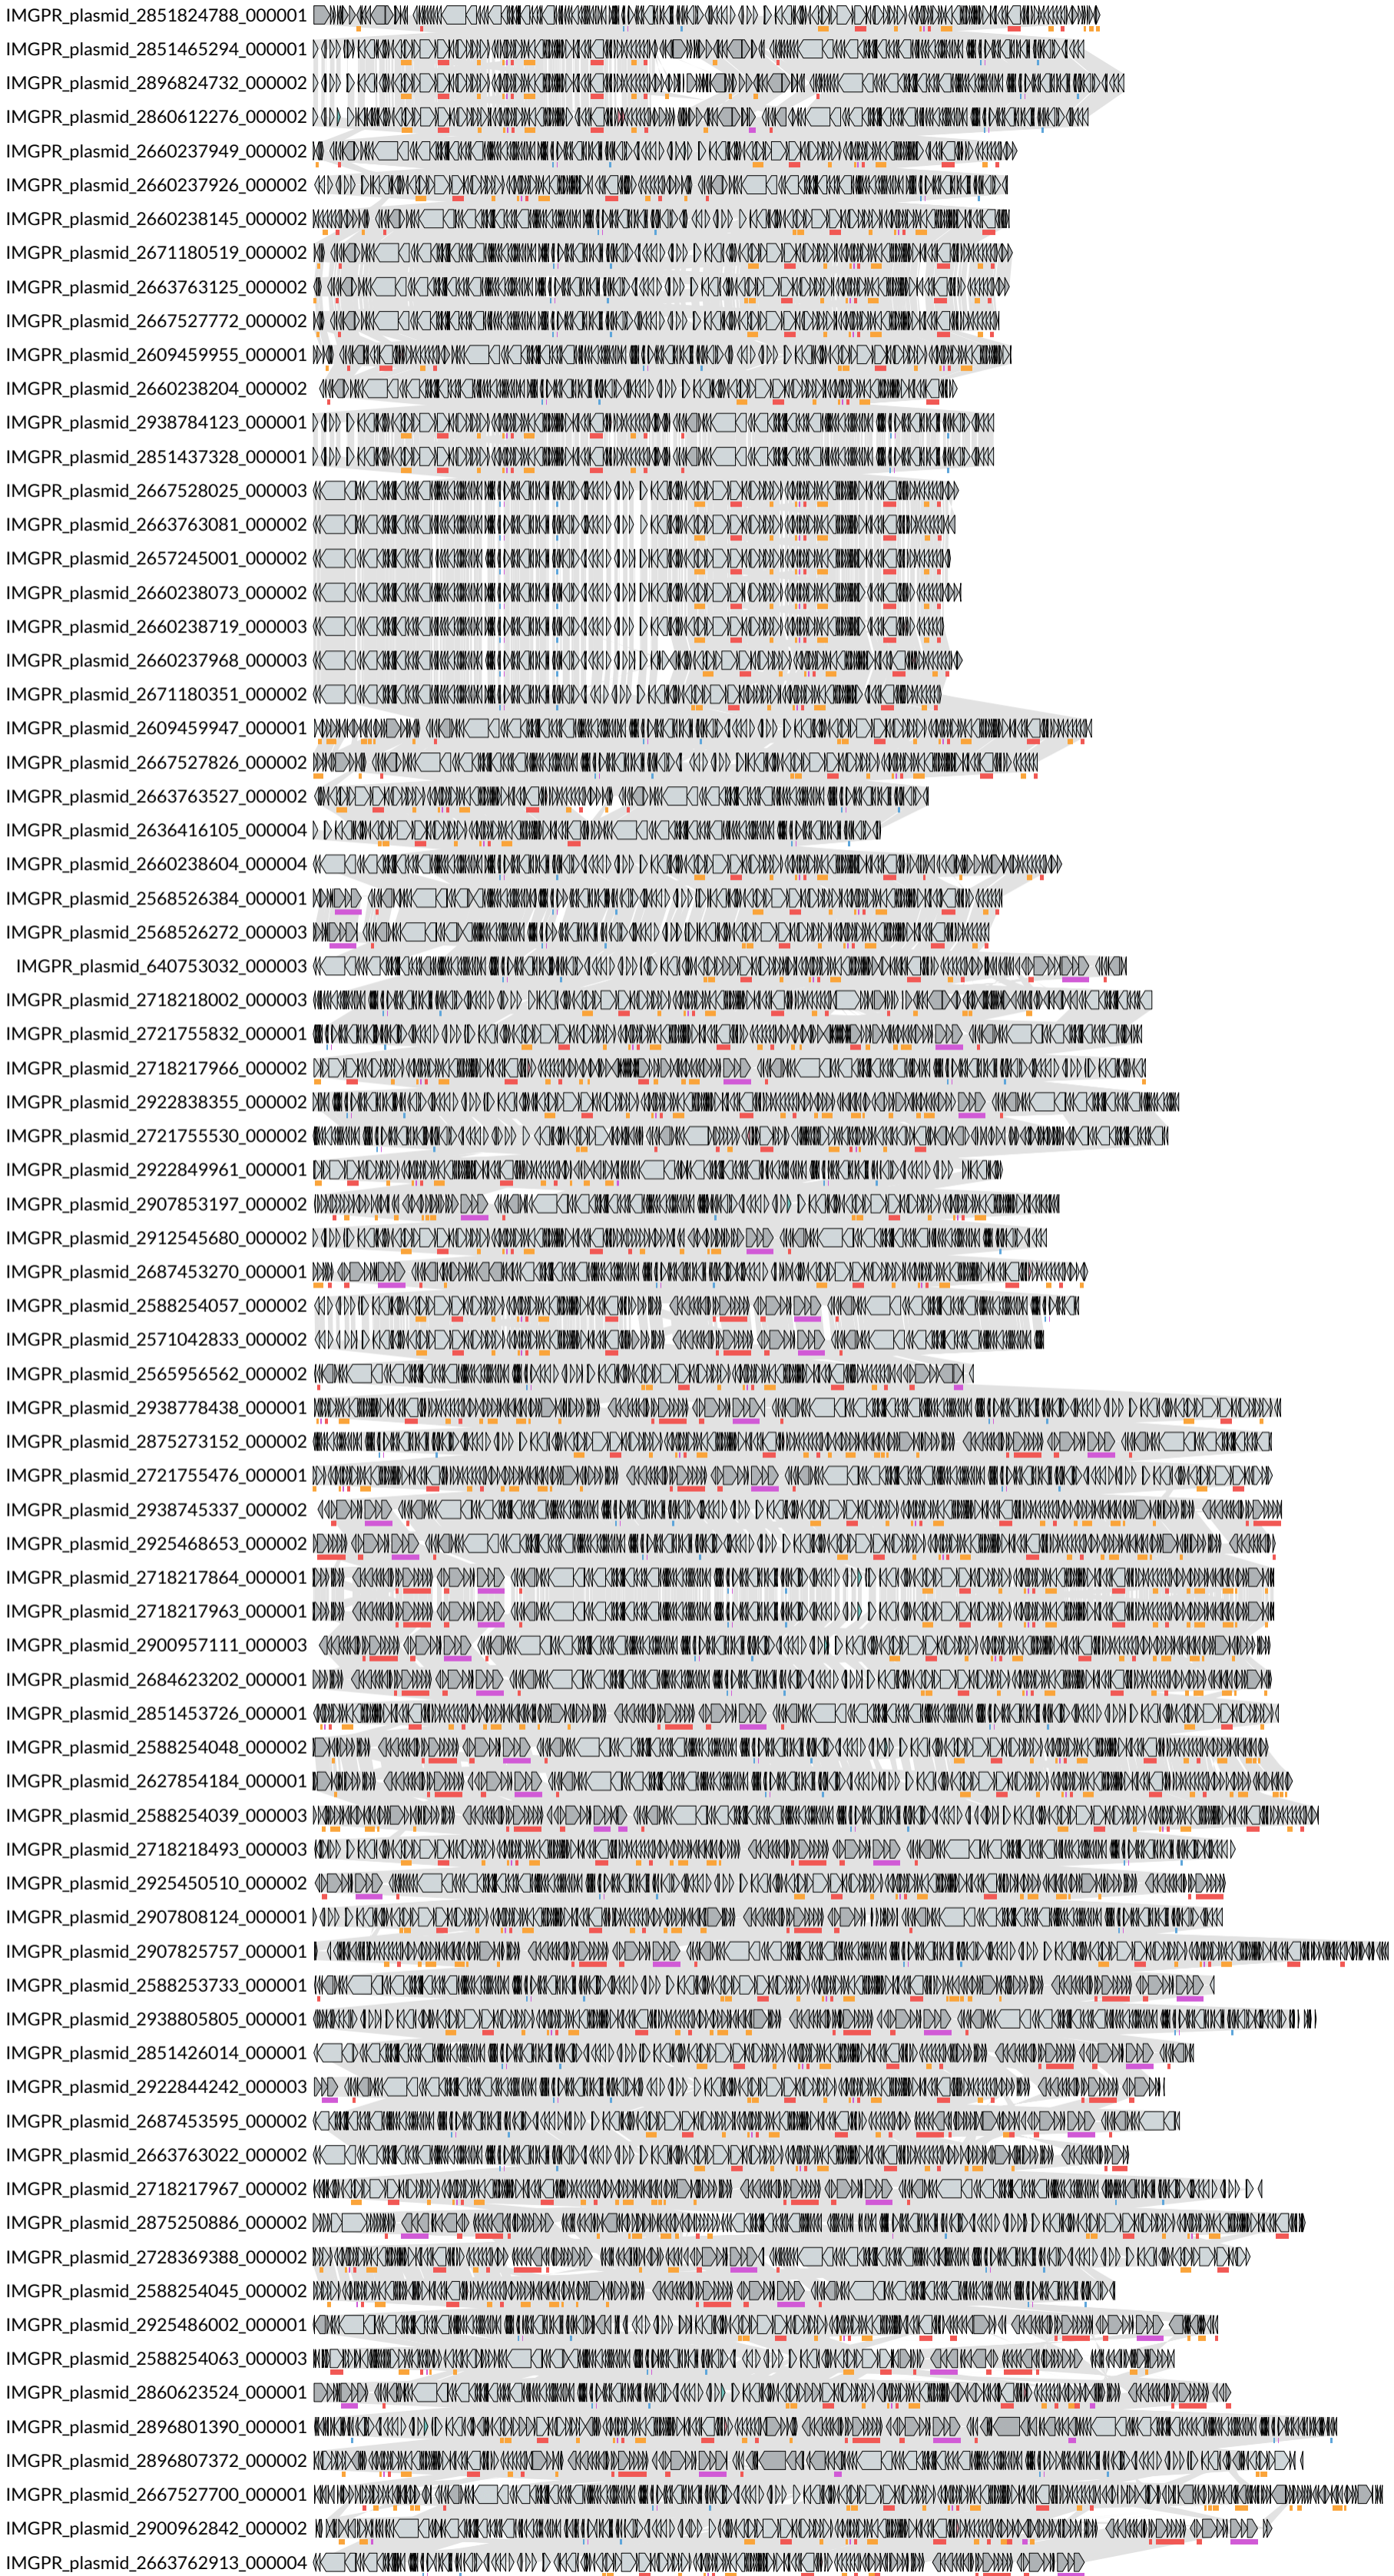 IMGPR_plasmid_2851824788_000001
IMGPR_plasmid_2851465294_000001
IMGPR_plasmid_2896824732_000002
IMGPR_plasmid_2860612276_000002
IMGPR_plasmid_2660237949_000002
IMGPR_plasmid_2660237926_000002
IMGPR_plasmid_2660238145_000002
IMGPR_plasmid_2671180519_000002
IMGPR_plasmid_2663763125_000002
IMGPR_plasmid_2667527772_000002
IMGPR_plasmid_2609459955_000001
IMGPR_plasmid_2660238204_000002
IMGPR_plasmid_2938784123_000001
IMGPR_plasmid_2851437328_000001
IMGPR_plasmid_2667528025_000003
IMGPR_plasmid_2663763081_000002
IMGPR_plasmid_2657245001_000002
IMGPR_plasmid_2660238073_000002
IMGPR_plasmid_2660238719_000003
IMGPR_plasmid_2660237968_000003
IMGPR_plasmid_2671180351_000002
IMGPR_plasmid_2609459947_000001
IMGPR_plasmid_2667527826_000002
IMGPR_plasmid_2663763527_000002
IMGPR_plasmid_2636416105_000004
IMGPR_plasmid_2660238604_000004
IMGPR_plasmid_2568526384_000001
IMGPR_plasmid_2568526272_000003
IMGPR_plasmid_640753032_000003
IMGPR_plasmid_2718218002_000003
IMGPR_plasmid_2721755832_000001
IMGPR_plasmid_2718217966_000002
IMGPR_plasmid_2922838355_000002
IMGPR_plasmid_2721755530_000002
IMGPR_plasmid_2922849961_000001
IMGPR_plasmid_2907853197_000002
IMGPR_plasmid_2912545680_000002
IMGPR_plasmid_2687453270_000001
IMGPR_plasmid_2588254057_000002
IMGPR_plasmid_2571042833_000002
IMGPR_plasmid_2565956562_000002
IMGPR_plasmid_2938778438_000001
IMGPR_plasmid_2875273152_000002
IMGPR_plasmid_2721755476_000001
IMGPR_plasmid_2938745337_000002
IMGPR_plasmid_2925468653_000002
IMGPR_plasmid_2718217864_000001
IMGPR_plasmid_2718217963_000001
IMGPR_plasmid_2900957111_000003
IMGPR_plasmid_2684623202_000001
IMGPR_plasmid_2851453726_000001
IMGPR_plasmid_2588254048_000002
IMGPR_plasmid_2627854184_000001
IMGPR_plasmid_2588254039_000003
IMGPR_plasmid_2718218493_000003
IMGPR_plasmid_2925450510_000002
IMGPR_plasmid_2907808124_000001
IMGPR_plasmid_2907825757_000001
IMGPR_plasmid_2588253733_000001
IMGPR_plasmid_2938805805_000001
IMGPR_plasmid_2851426014_000001
IMGPR_plasmid_2922844242_000003
IMGPR_plasmid_2687453595_000002
IMGPR_plasmid_2663763022_000002
IMGPR_plasmid_2718217967_000002
IMGPR_plasmid_2875250886_000002
IMGPR_plasmid_2728369388_000002
IMGPR_plasmid_2588254045_000002
IMGPR_plasmid_2925486002_000001
IMGPR_plasmid_2588254063_000003
IMGPR_plasmid_2860623524_000001
IMGPR_plasmid_2896801390_000001
IMGPR_plasmid_2896807372_000002
IMGPR_plasmid_2667527700_000001
IMGPR_plasmid_2900962842_000002
IMGPR_plasmid_2663762913_000004